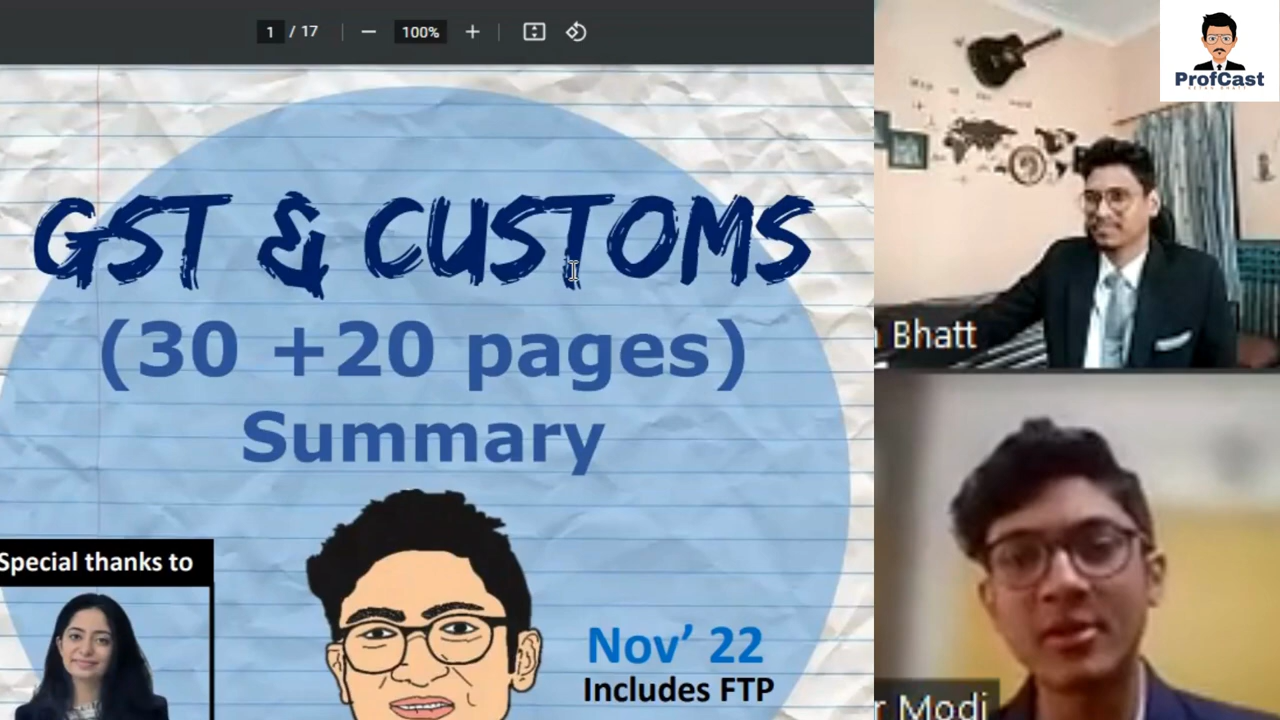 1 / 17
100%
GST & CUSTOMS
(30 +20 pages)
Summary
Special thanks to
Nov’ 22
Includes FTP
ProfCast
Bhatt
r Modi